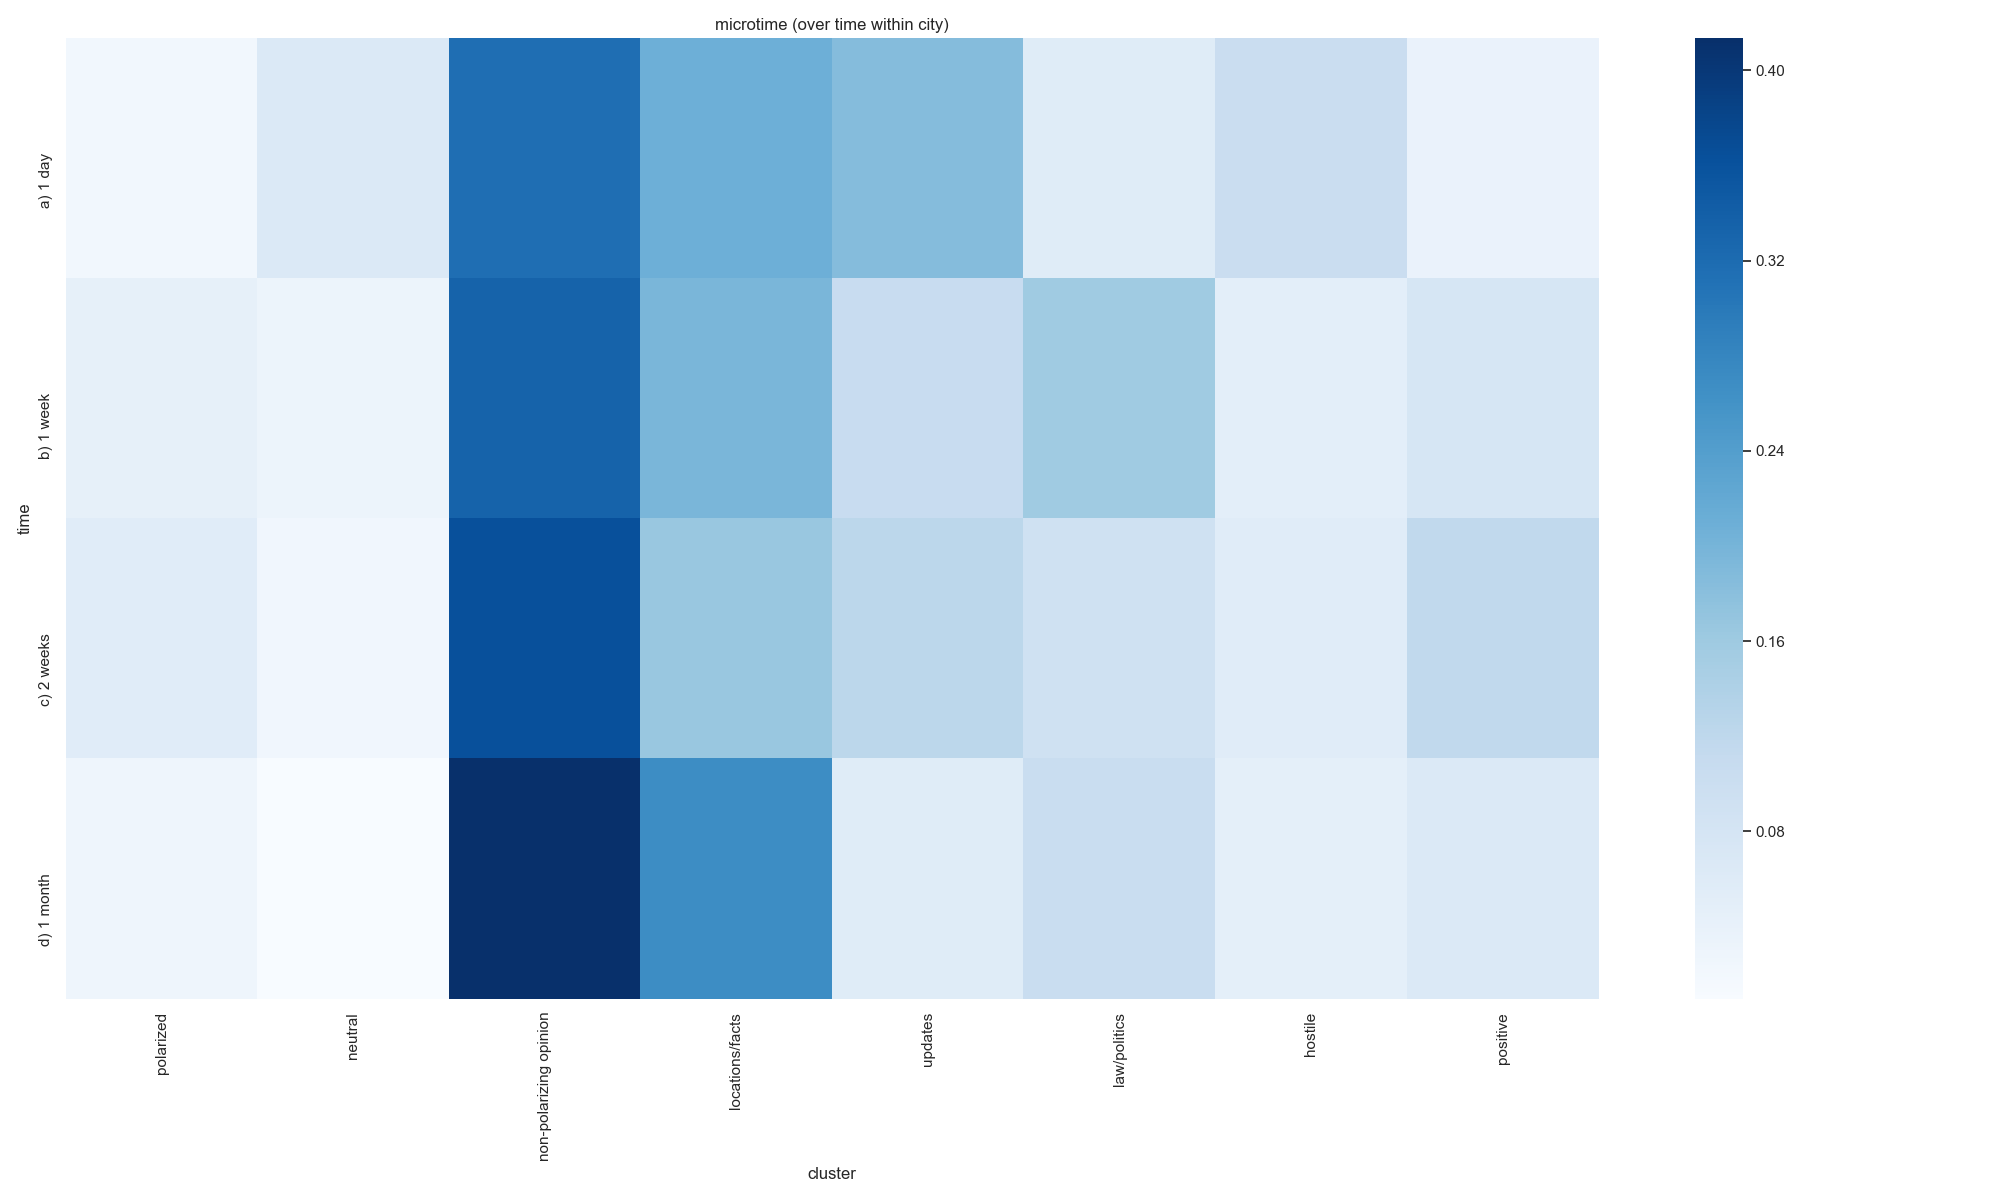 microtime (over time within city)
time
a) 1 day
b) 1 week
c) 2 weeks
d) 1 month
polarized
neutral
non-polarizing opinion
locations/facts
updates
law/politics
hostile
positive
cluster
0.40
0.32
0.24
0.16
0.08